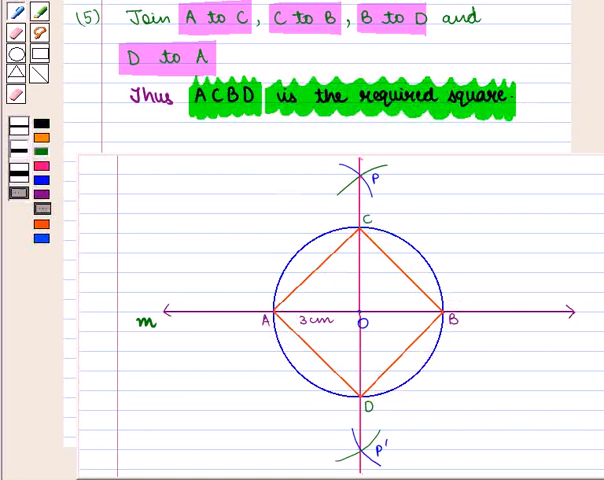 (5) Join A to C, C to B, B to D and
D to A
Thus ACBD is the required square.
P
C
m A 3cm O B
D
P'